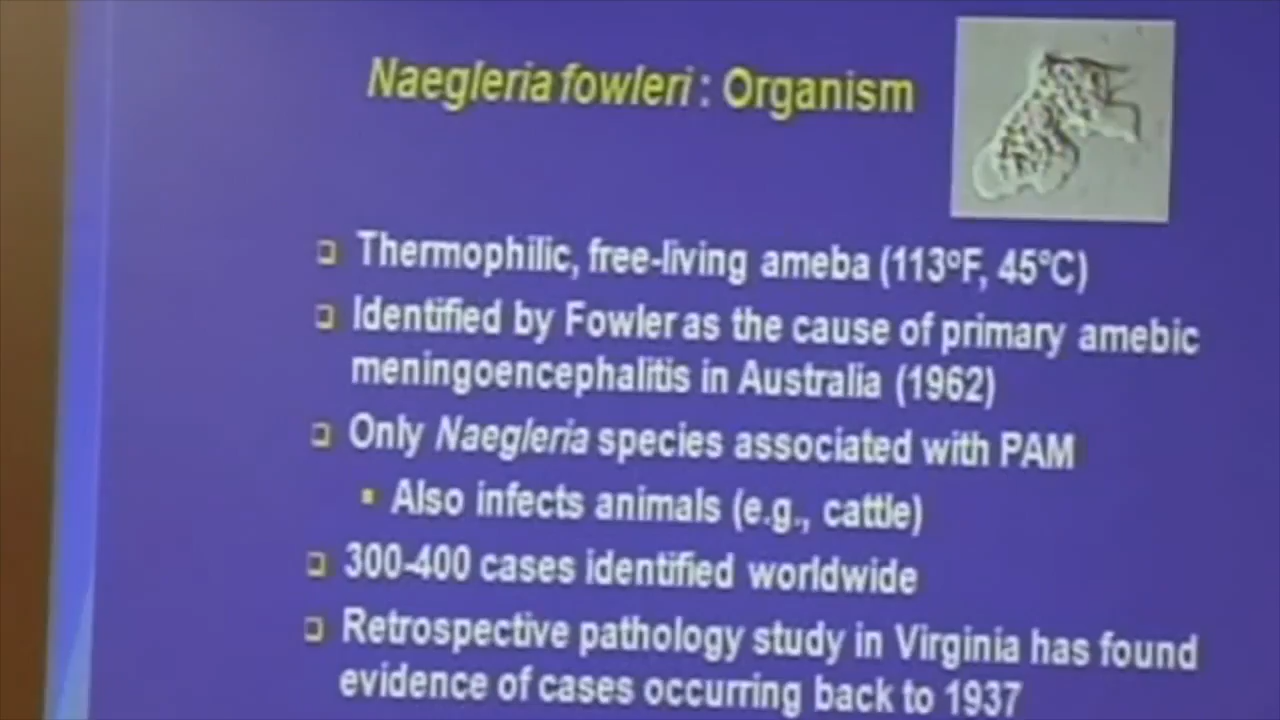 Naegleria fowleri : Organism
Thermophilic, free-living ameba (113ºF, 45ºC)
Identified by Fowler as the cause of primary amebic
meningoencephalitis in Australia (1962)
Only Naegleria species associated with PAM
Also infects animals (e.g., cattle)
300-400 cases identified worldwide
Retrospective pathology study in Virginia has found
evidence of cases occurring back to 1937